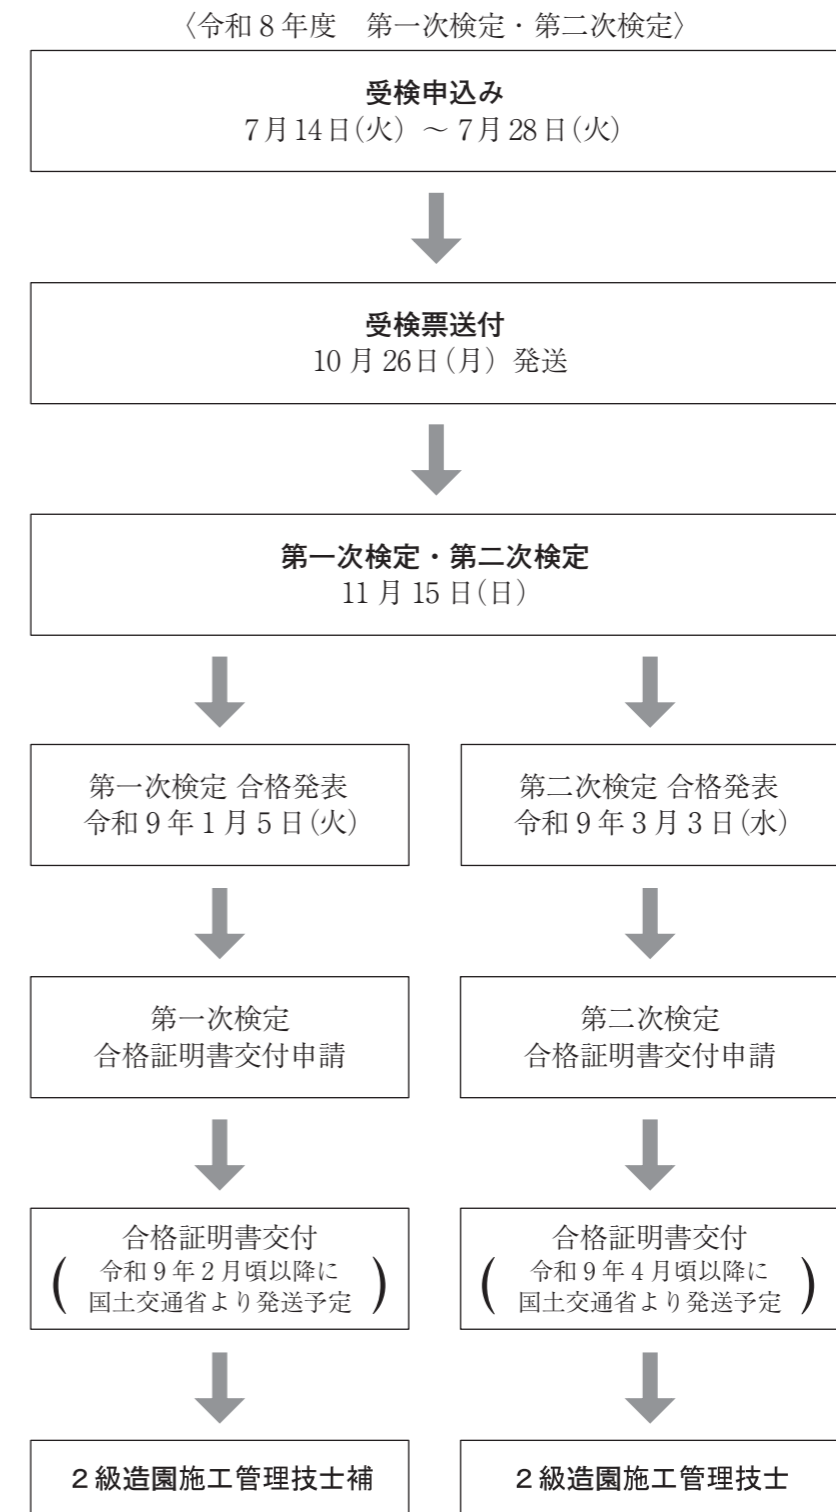 〈令和８年度　第一次検定・第二次検定〉
受検申込み
7月14日(火) ～ 7月28日(火)
受検票送付
10月26日(月) 発送
第一次検定・第二次検定
11月15日(日)
第一次検定 合格発表
令和９年１月５日(火)
第二次検定 合格発表
令和９年３月３日(水)
第一次検定
合格証明書交付申請
第二次検定
合格証明書交付申請
合格証明書交付
(令和９年２月頃以降に
国土交通省より発送予定)
合格証明書交付
(令和９年４月頃以降に
国土交通省より発送予定)
２級造園施工管理技士補
２級造園施工管理技士